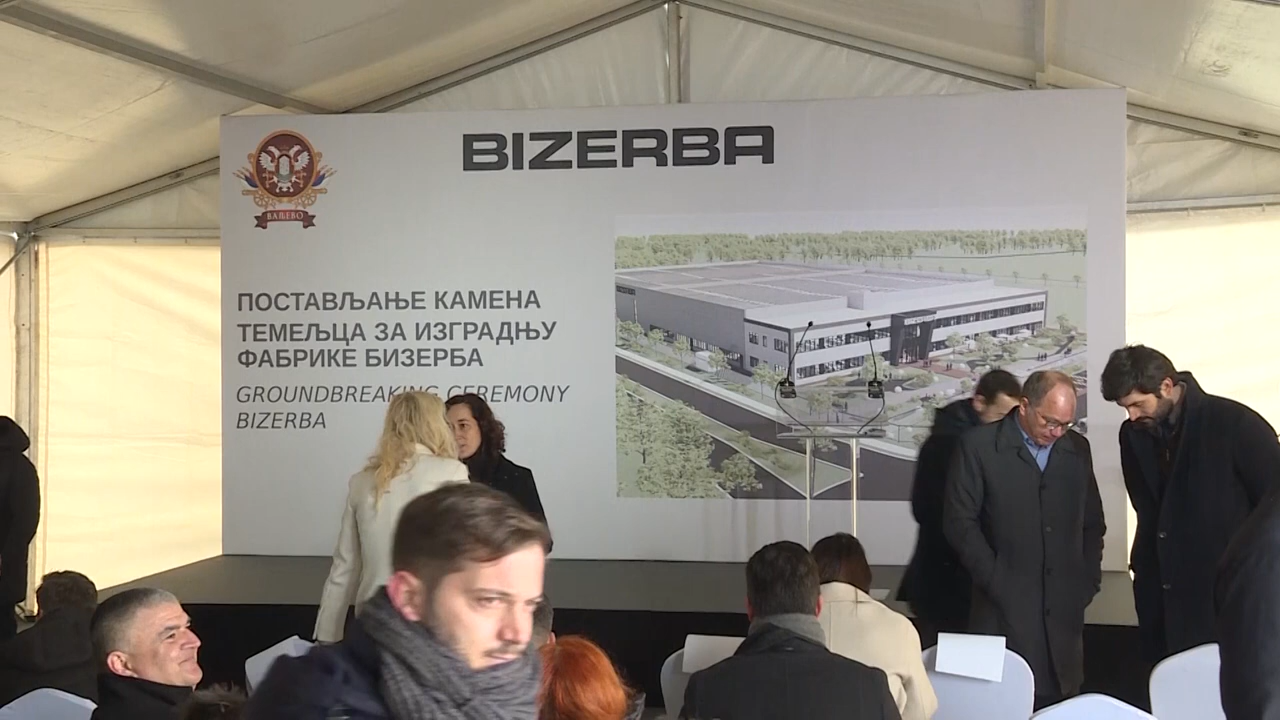 BIZERBA
ВАЉЕВО
ПОСТАВЉАЊЕ КАМЕНА
ТЕМЕЉЦА ЗА ИЗГРАДЊУ
ФАБРИКЕ БИЗЕРБА
GROUNDBREAKING CEREMONY
BIZERBA